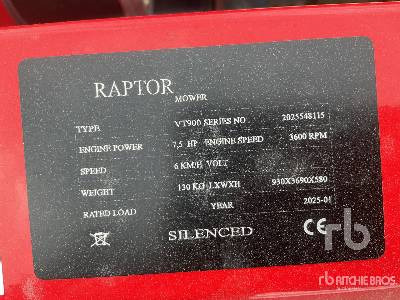 RAPTOR
MOWER
TYPE VT900 SERIES NO 2025548115
ENGINE POWER 7,5 HP ENGINE SPEED 3600 RPM
SPEED 6 KM/H VOLT
WEIGHT 130 KG LXWXH 930X3690X580
RATED LOAD YEAR 2025-01
SILENCED CE
rb
rb RITCHIE BROS